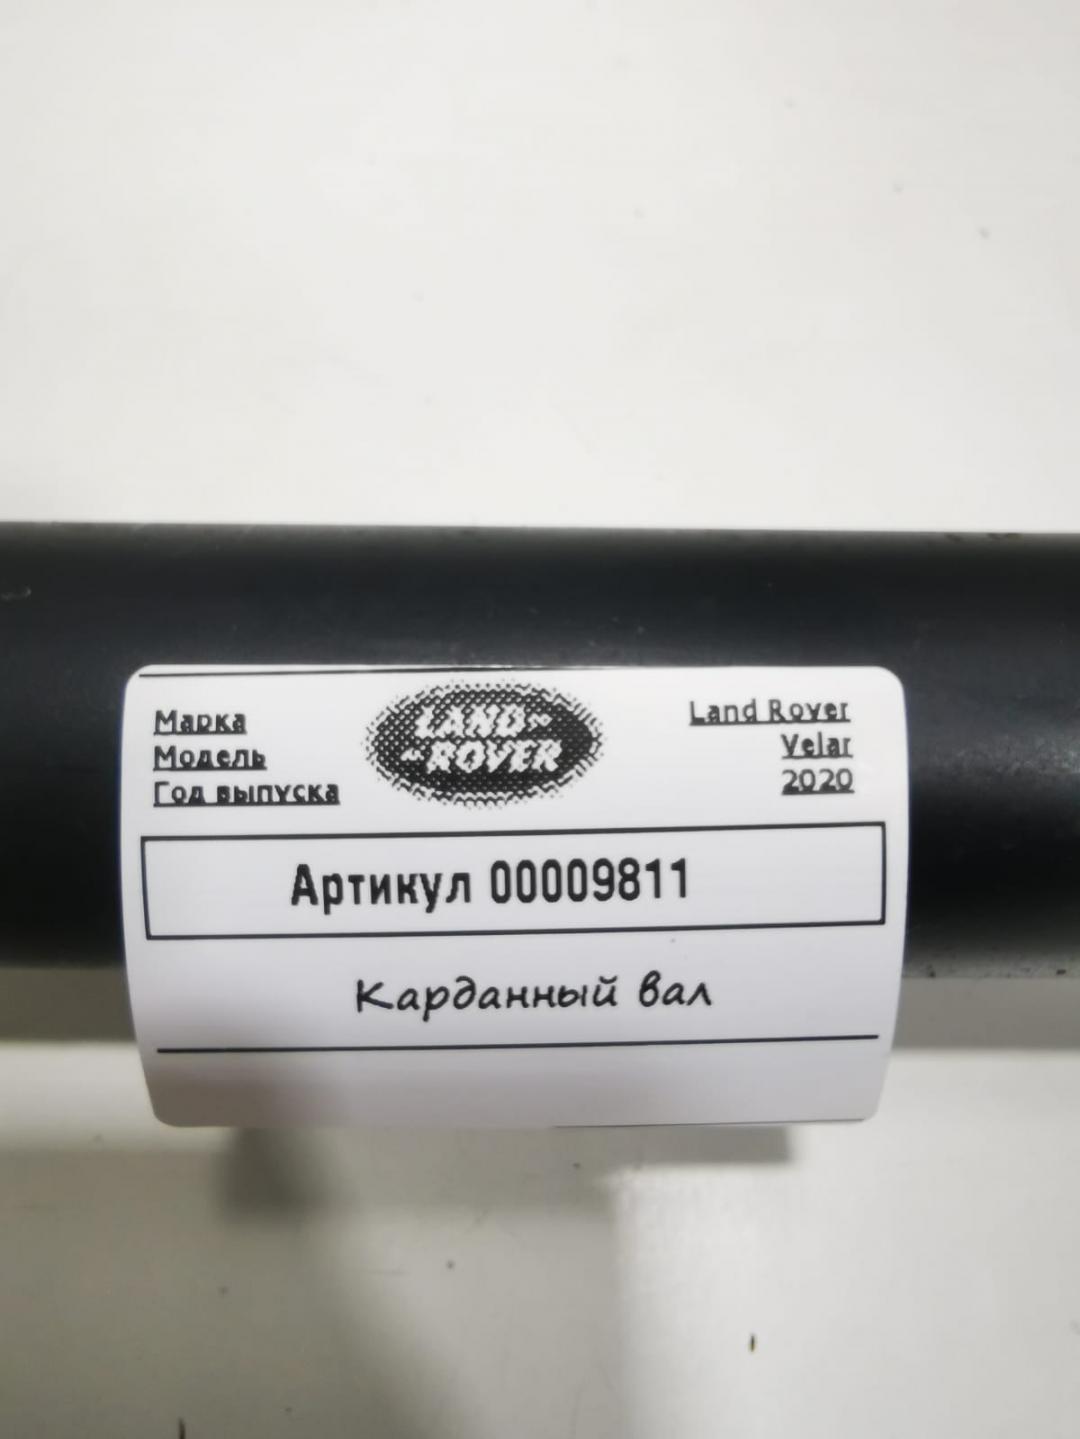 Марка
Модель
Год выпуска
LAND
ROVER
Land Rover
Velar
2020
Артикул 00009811
Карданный вал